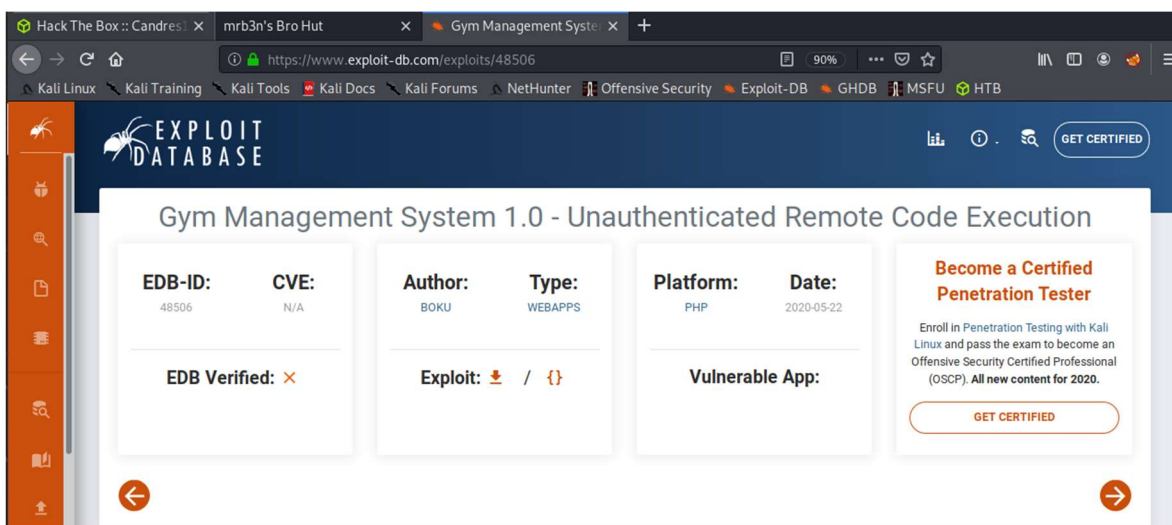 Hack The Box :: Candres1
mrb3n's Bro Hut
Gym Management Syste
https://www.exploit-db.com/exploits/48506
90%
Kali Linux Kali Training Kali Tools Kali Docs Kali Forums NetHunter Offensive Security Exploit-DB GHDB MSFU HTB
EXPLOIT
DATABASE
GET CERTIFIED
Gym Management System 1.0 - Unauthenticated Remote Code Execution
EDB-ID: CVE:
48506 N/A
EDB Verified: ×
Author: Type:
BOKU WEBAPPS
Exploit: / {}
Platform: Date:
PHP 2020-05-22
Vulnerable App:
Become a Certified
Penetration Tester
Enroll in Penetration Testing with Kali
Linux and pass the exam to become an
Offensive Security Certified Professional
(OSCP). All new content for 2020.
GET CERTIFIED